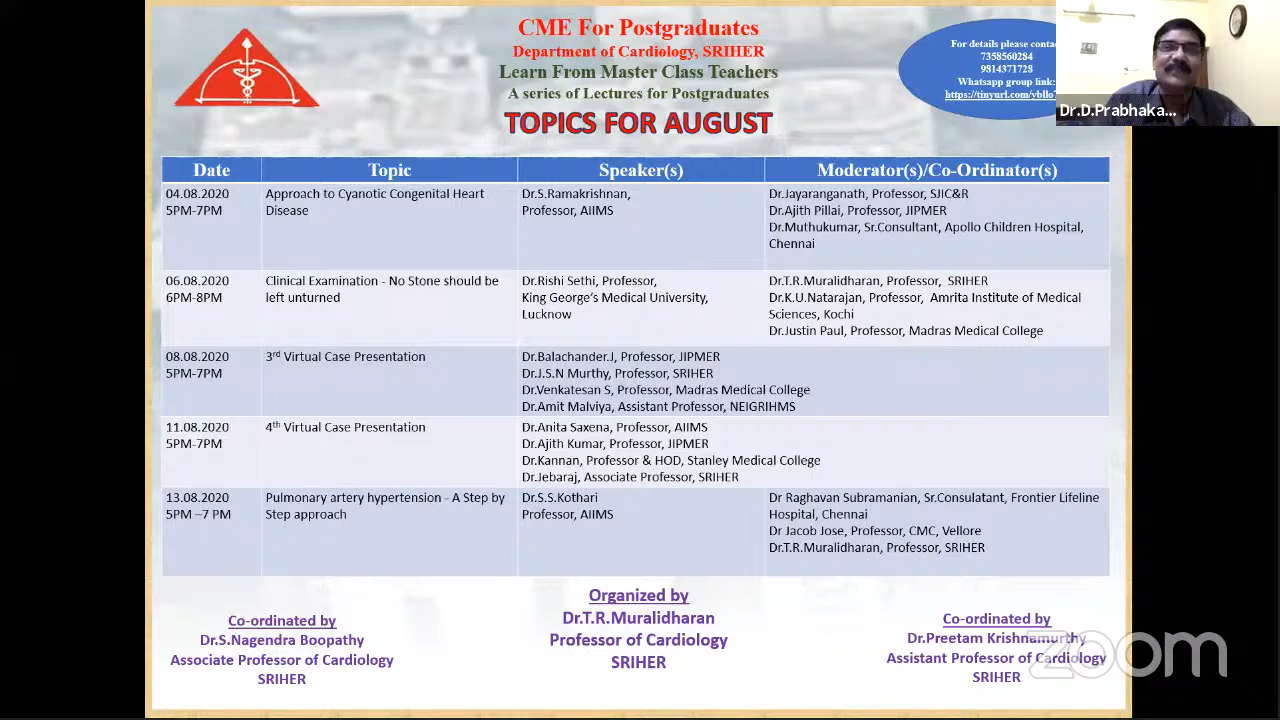 CME For Postgraduates
Department of Cardiology, SRIHER
Learn From Master Class Teachers
A series of Lectures for Postgraduates
TOPICS FOR AUGUST
For details please
7358560284
9814371728
Whatsapp group link:
Dr.D.Prabhaka...
Date Topic Speaker(s) Moderator(s)/Co-Ordinator(s)
04.08.2020
5PM-7PM
Approach to Cyanotic Congenital Heart
Disease
Dr.S.Ramakrishnan,
Professor, AIIMS
Dr.Jayaranganath, Professor, SJIC&R
Dr.Ajith Pillai, Professor, JIPMER
Dr.Muthukumar, Sr.Consultant, Apollo Children Hospital,
Chennai
06.08.2020
6PM-8PM
Clinical Examination - No Stone should be
left unturned
Dr.Rishi Sethi, Professor,
King George's Medical University,
Lucknow
Dr.T.R.Muralidharan, Professor, SRIHER
Dr.K.U.Natarajan, Professor, Amrita Institute of Medical
Sciences, Kochi
Dr.Justin Paul, Professor, Madras Medical College
08.08.2020
5PM-7PM
3rd Virtual Case Presentation
Dr.Balachander.J, Professor, JIPMER
Dr.J.S.N Murthy, Professor, SRIHER
Dr.Venkatesan S, Professor, Madras Medical College
Dr.Amit Malviya, Assistant Professor, NEIGRIHMS
11.08.2020
5PM-7PM
4th Virtual Case Presentation
Dr.Anita Saxena, Professor, AIIMS
Dr.Ajith Kumar, Professor, JIPMER
Dr.Kannan, Professor & HOD, Stanley Medical College
Dr.Jebaraj, Associate Professor, SRIHER
13.08.2020
5PM –7 PM
Pulmonary artery hypertension - A Step by
Step approach
Dr.S.S.Kothari
Professor, AIIMS
Dr Raghavan Subramanian, Sr.Consulatant, Frontier Lifeline
Hospital, Chennai
Dr Jacob Jose, Professor, CMC, Vellore
Dr.T.R.Muralidharan, Professor, SRIHER
Co-ordinated by
Dr.S.Nagendra Boopathy
Associate Professor of Cardiology
SRIHER
Organized by
Dr.T.R.Muralidharan
Professor of Cardiology
SRIHER
Co-ordinated by
Dr.Preetam Krishnamurthy
Assistant Professor of Cardiology
SRIHER
zoom